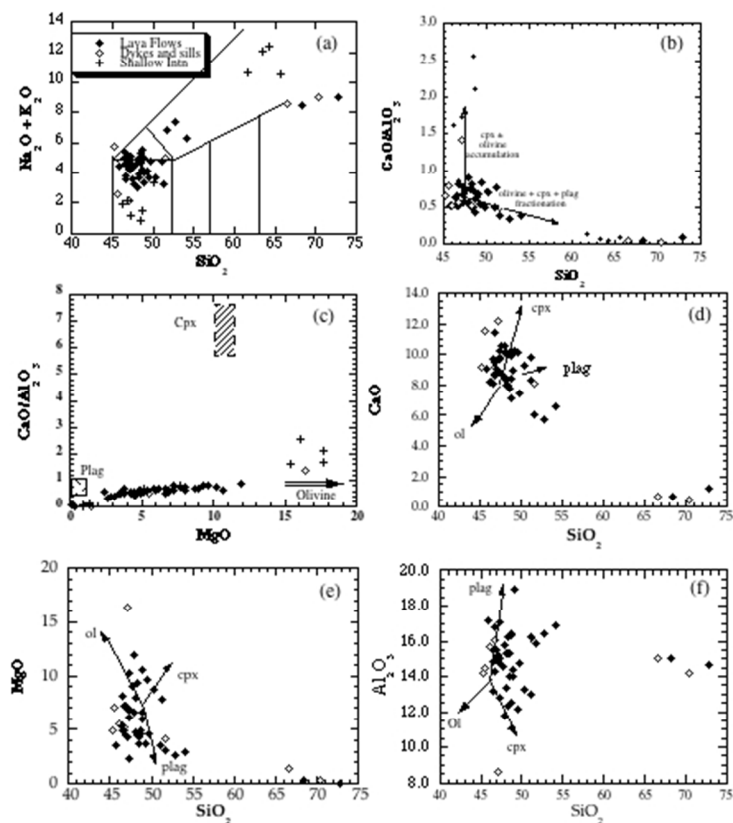 14
12
10
8
6
4
2
0
Lava Flows
Dykes and sills
Shallow Intn
(a)
Na2O + K2O
40 45 50 55 60 65 70 75
SiO2
3.0
2.5
2.0
1.5
1.0
0.5
0.0
(b)
cpx +
olivine
accumulation
olivine + cpx + plag
fractionation
CaO/Al2O3
45 50 55 60 65 70 75
SiO2
8
7
6
5
4
3
2
1
0
(c)
Cpx
Plag
Olivine
CaO/Al2O3
0 5 10 15 20
MgO
14.0
12.0
10.0
8.0
6.0
4.0
2.0
0.0
(d)
cpx
plag
ol
CaO
40 45 50 55 60 65 70 75
SiO2
20
15
10
5
0
(e)
ol
cpx
plag
MgO
40 45 50 55 60 65 70 75
SiO2
20.0
18.0
16.0
14.0
12.0
10.0
8.0
(f)
plag
Ol
cpx
Al2O3
40 45 50 55 60 65 70 75
SiO2